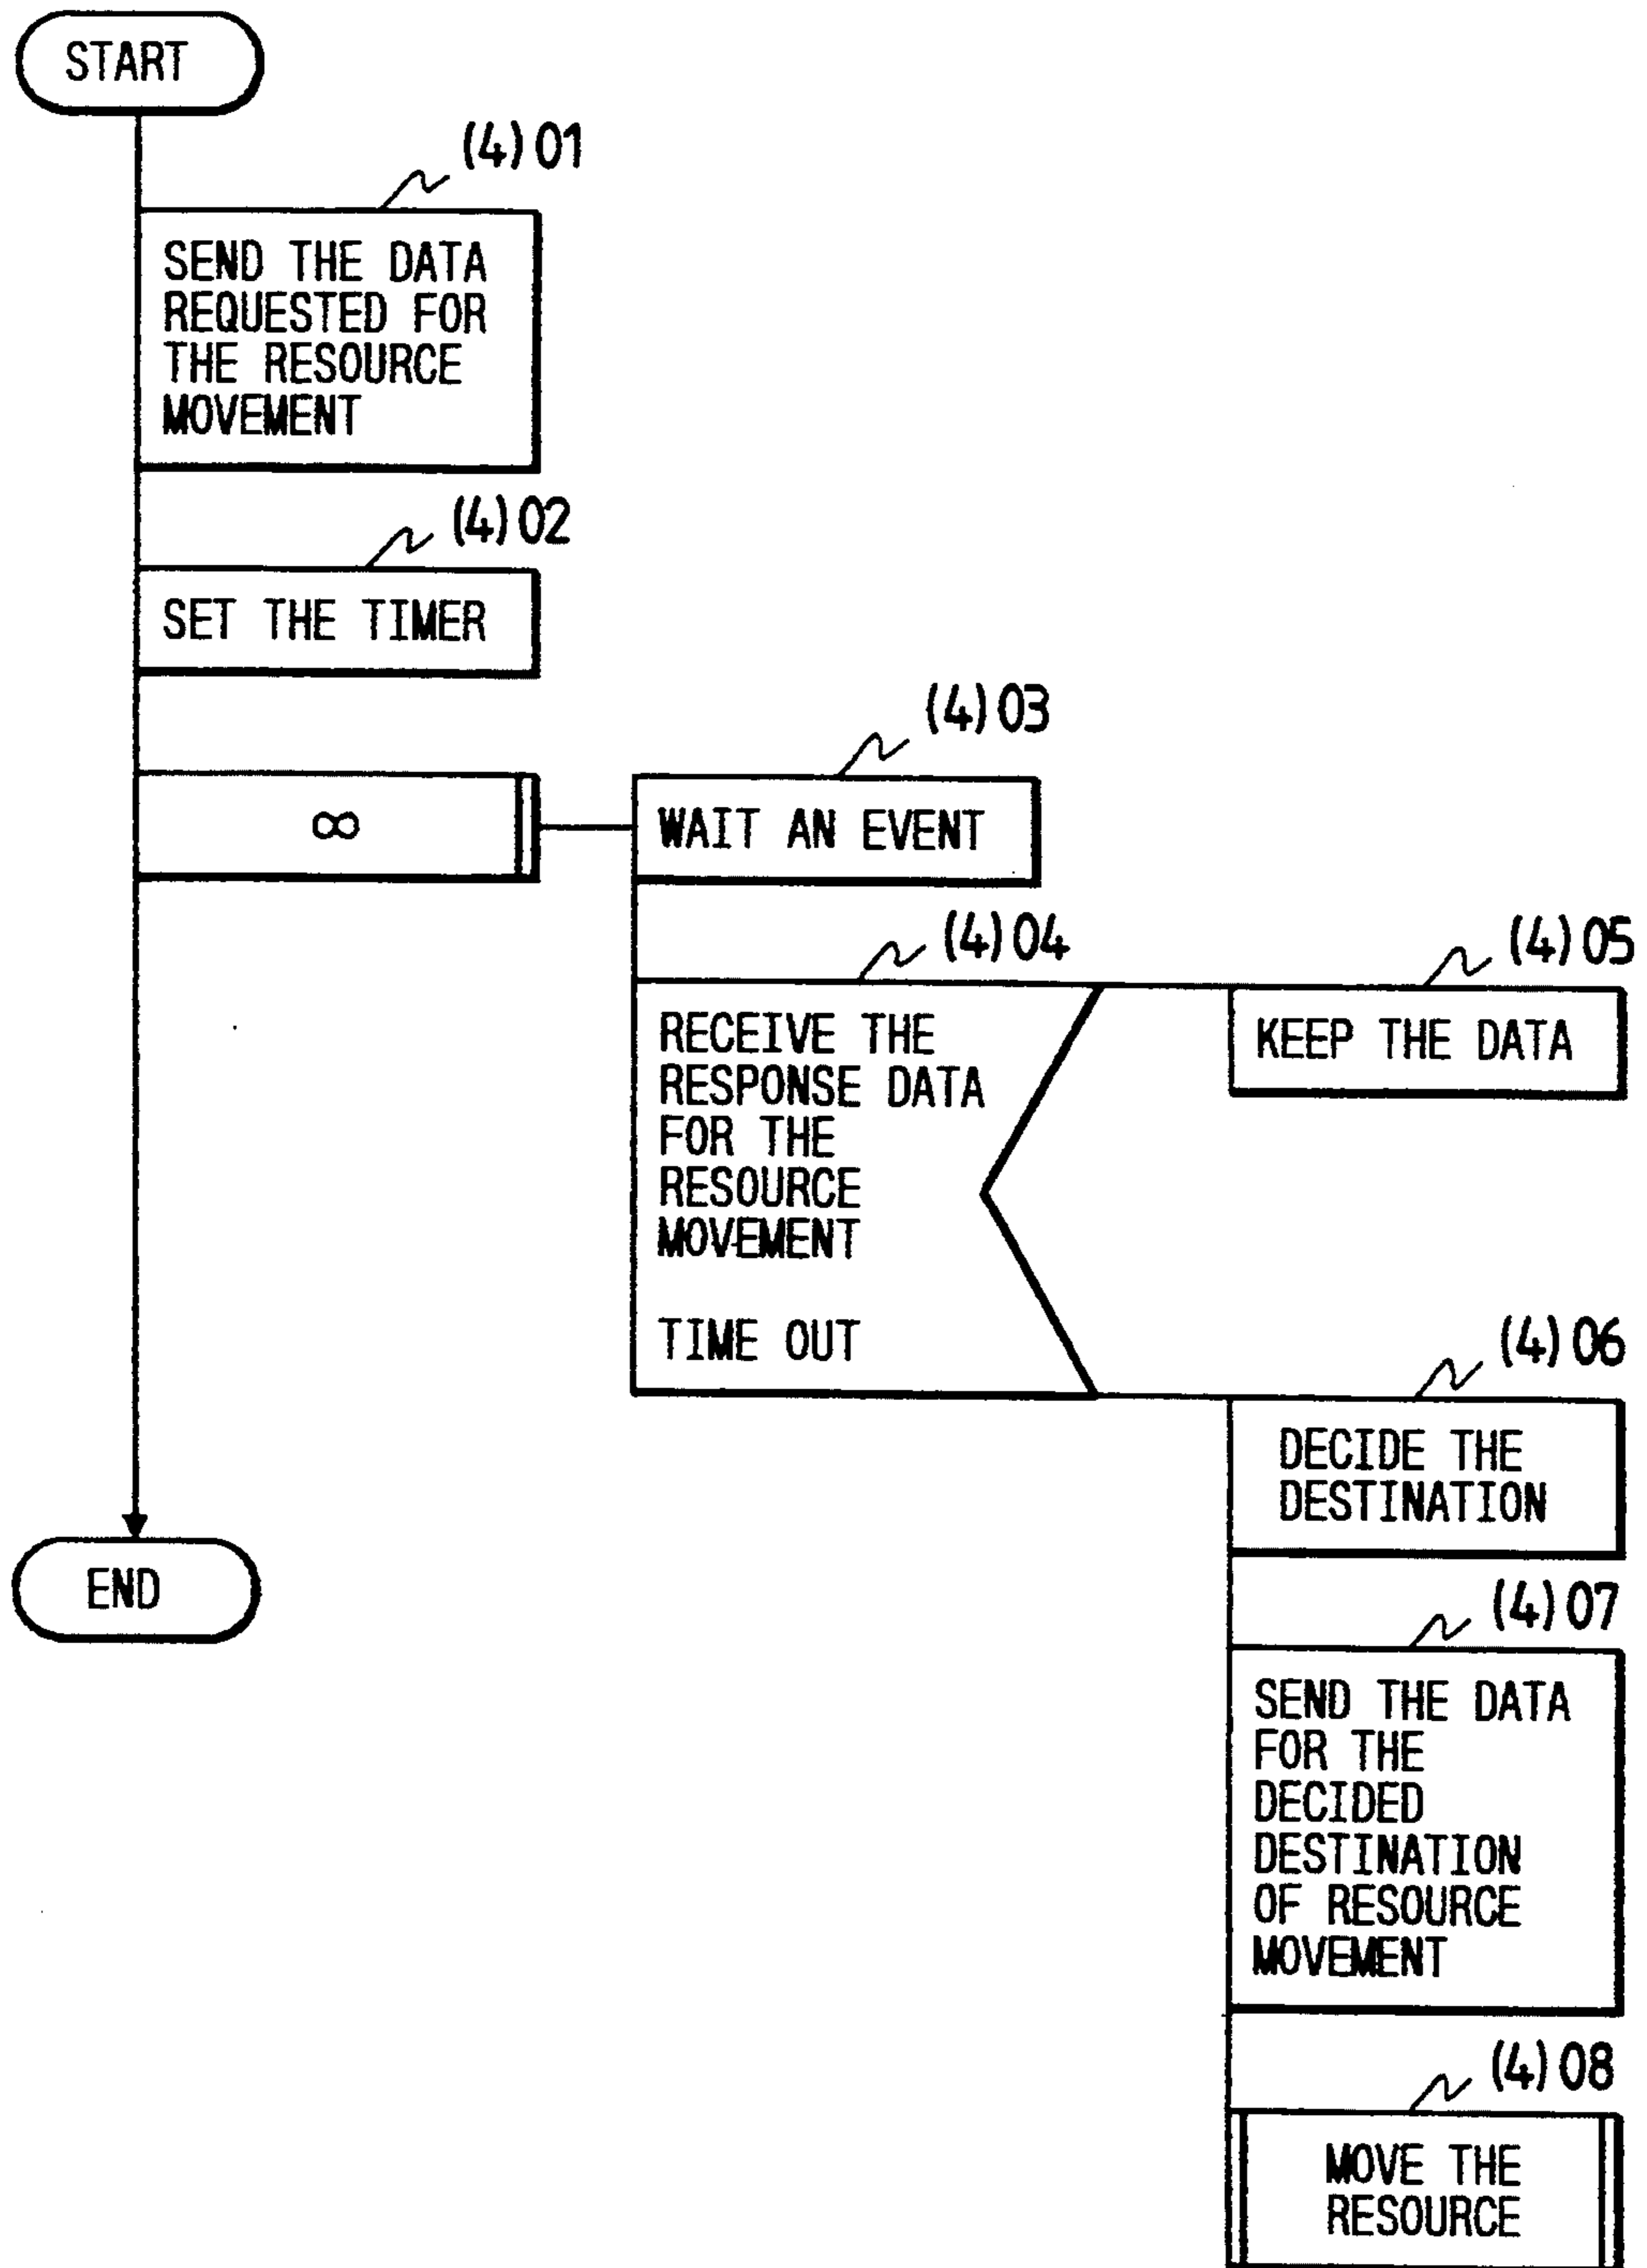 START
(4)01
SEND THE DATA
REQUESTED FOR
THE RESOURCE
MOVEMENT
(4)02
SET THE TIMER
∞
(4)03
WAIT AN EVENT
(4)04
RECEIVE THE
RESPONSE DATA
FOR THE
RESOURCE
MOVEMENT
TIME OUT
(4)05
KEEP THE DATA
(4)06
DECIDE THE
DESTINATION
(4)07
SEND THE DATA
FOR THE
DECIDED
DESTINATION
OF RESOURCE
MOVEMENT
(4)08
MOVE THE
RESOURCE
END